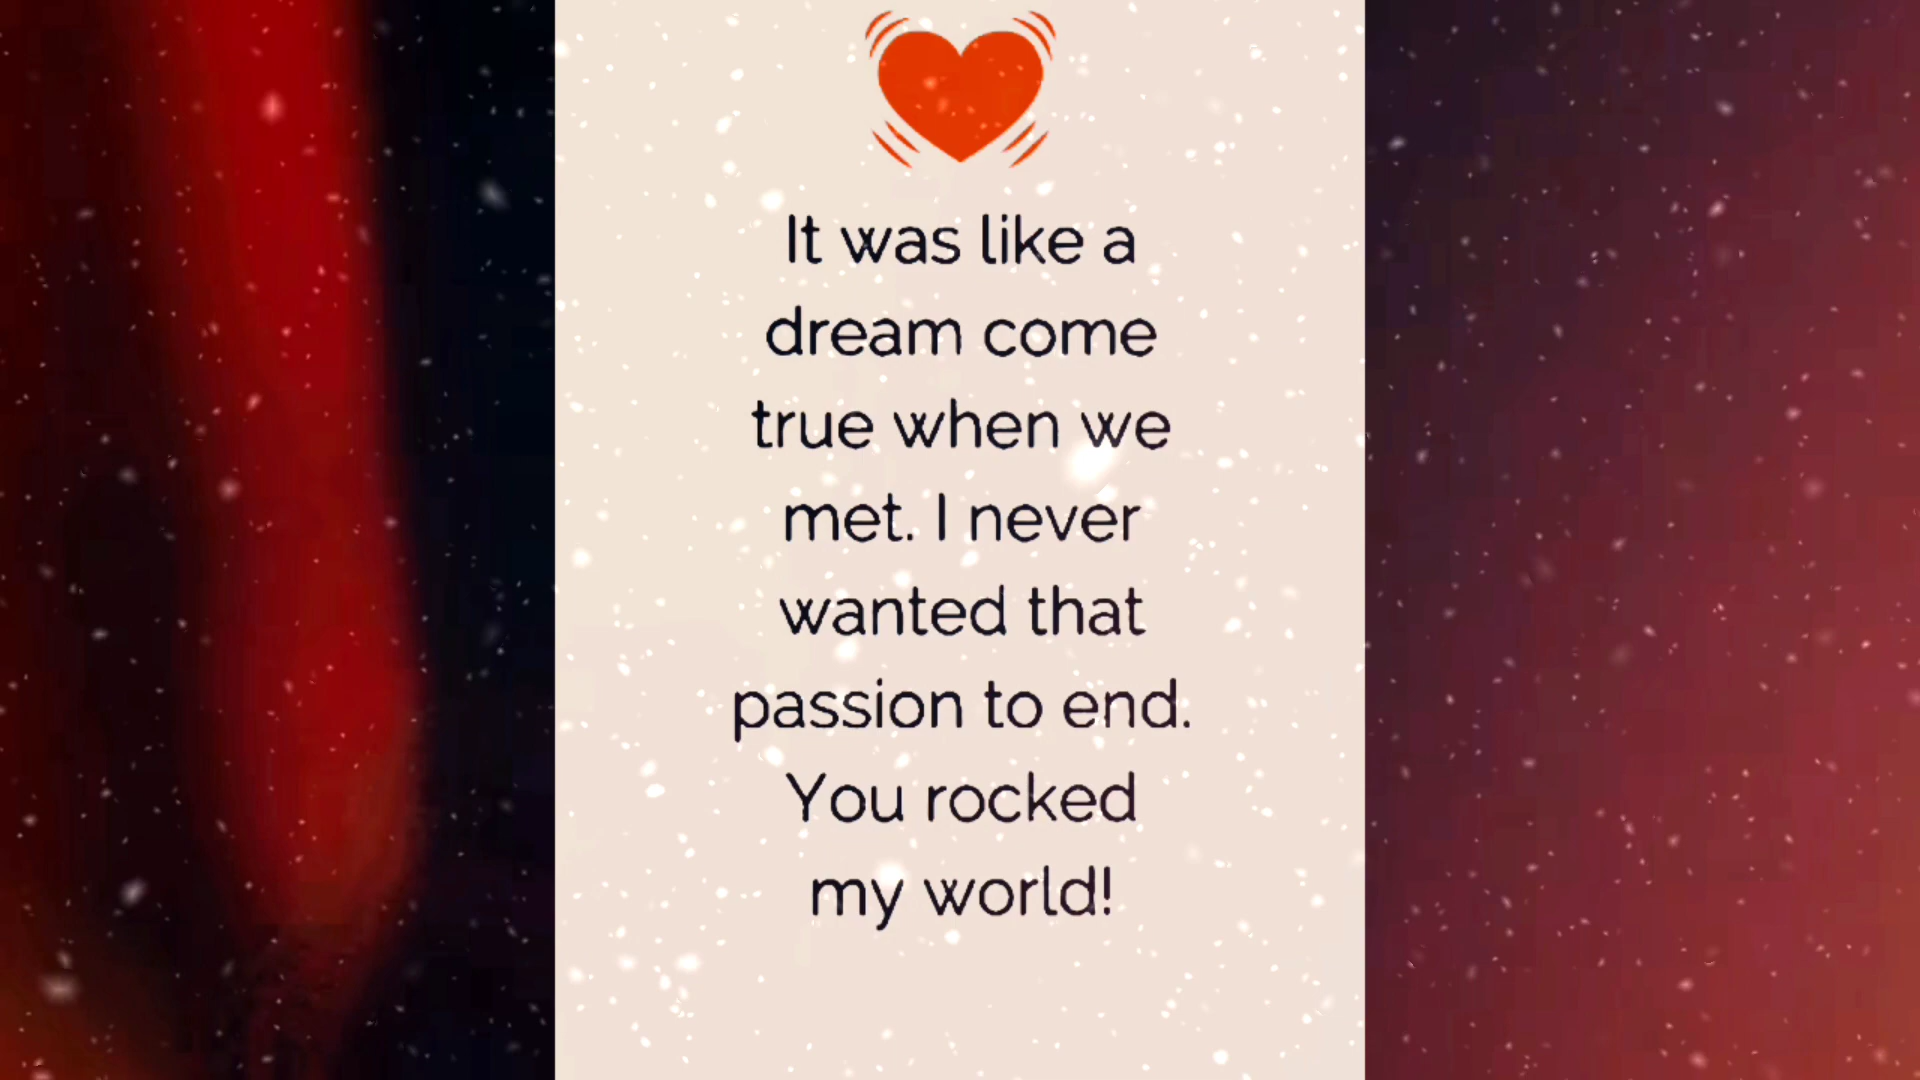 It was like a
dream come
true when we
met. I never
wanted that
passion to end.
You rocked
my world!